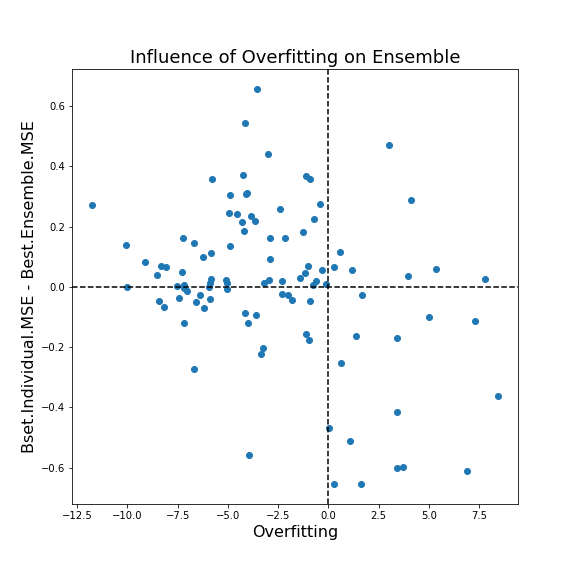 Influence of Overfitting on Ensemble
Bset.Individual.MSE - Best.Ensemble.MSE
0.6
0.4
0.2
0.0
−0.2
−0.4
−0.6
−12.5 −10.0 −7.5 −5.0 −2.5 0.0 2.5 5.0 7.5
Overfitting